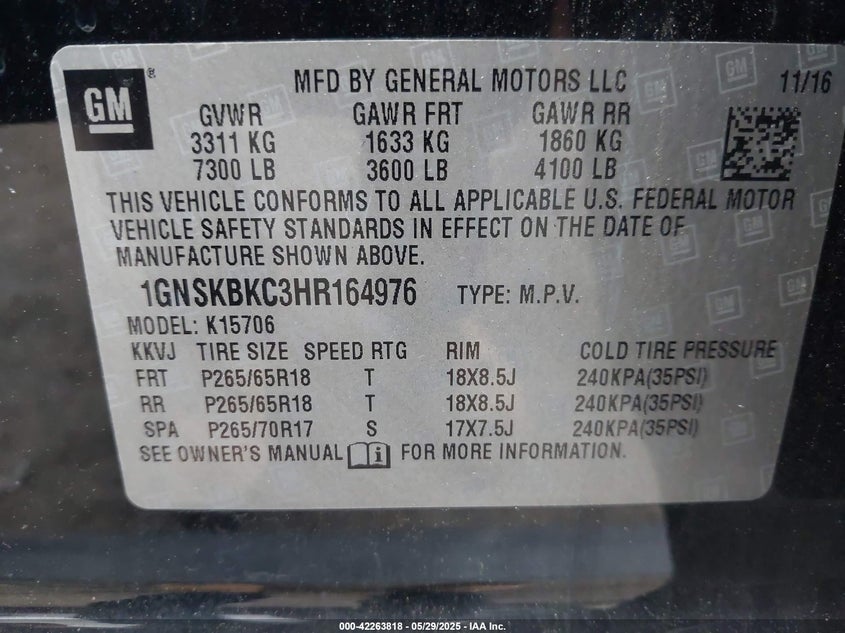 GM ®
MFD BY GENERAL MOTORS LLC 11/16
GVWR GAWR FRT GAWR RR
3311 KG 1633 KG 1860 KG
7300 LB 3600 LB 4100 LB
THIS VEHICLE CONFORMS TO ALL APPLICABLE U.S. FEDERAL MOTOR
VEHICLE SAFETY STANDARDS IN EFFECT ON THE DATE OF
MANUFACTURE SHOWN ABOVE.
1GNSKBKC3HR164976 TYPE: M.P.V.
MODEL: K15706
KKVJ TIRE SIZE SPEED RTG RIM COLD TIRE PRESSURE
FRT P265/65R18 T 18X8.5J 240KPA(35PSI)
RR P265/65R18 T 18X8.5J 240KPA(35PSI)
SPA P265/70R17 S 17X7.5J 240KPA(35PSI)
SEE OWNER'S MANUAL i FOR MORE INFORMATION.
000-42263818 - 05/29/2025 - IAA Inc.